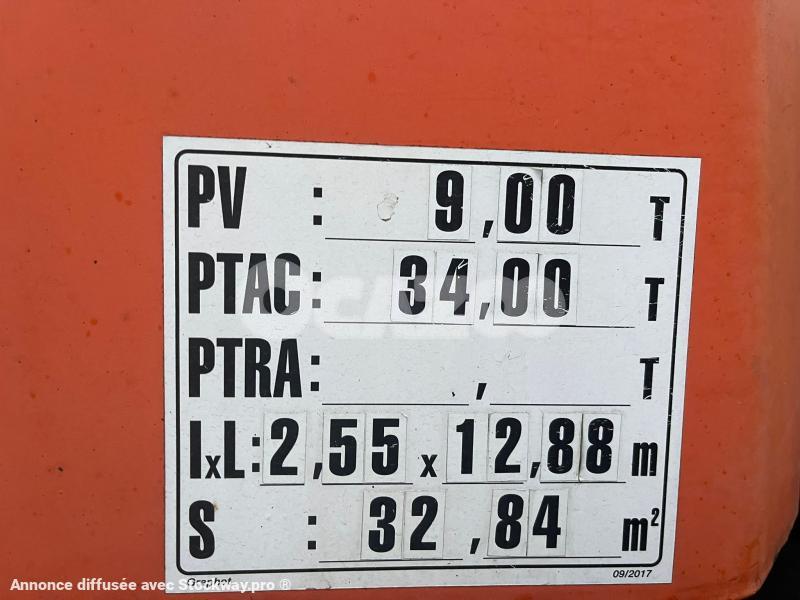 PV : 9,00 T
PTAC: 34,00 T
PTRA: , T
lxL: 2,55 x 12,88 m
S : 32,84 m²
09/2017
Annonce diffusée avec Stockway.pro ®